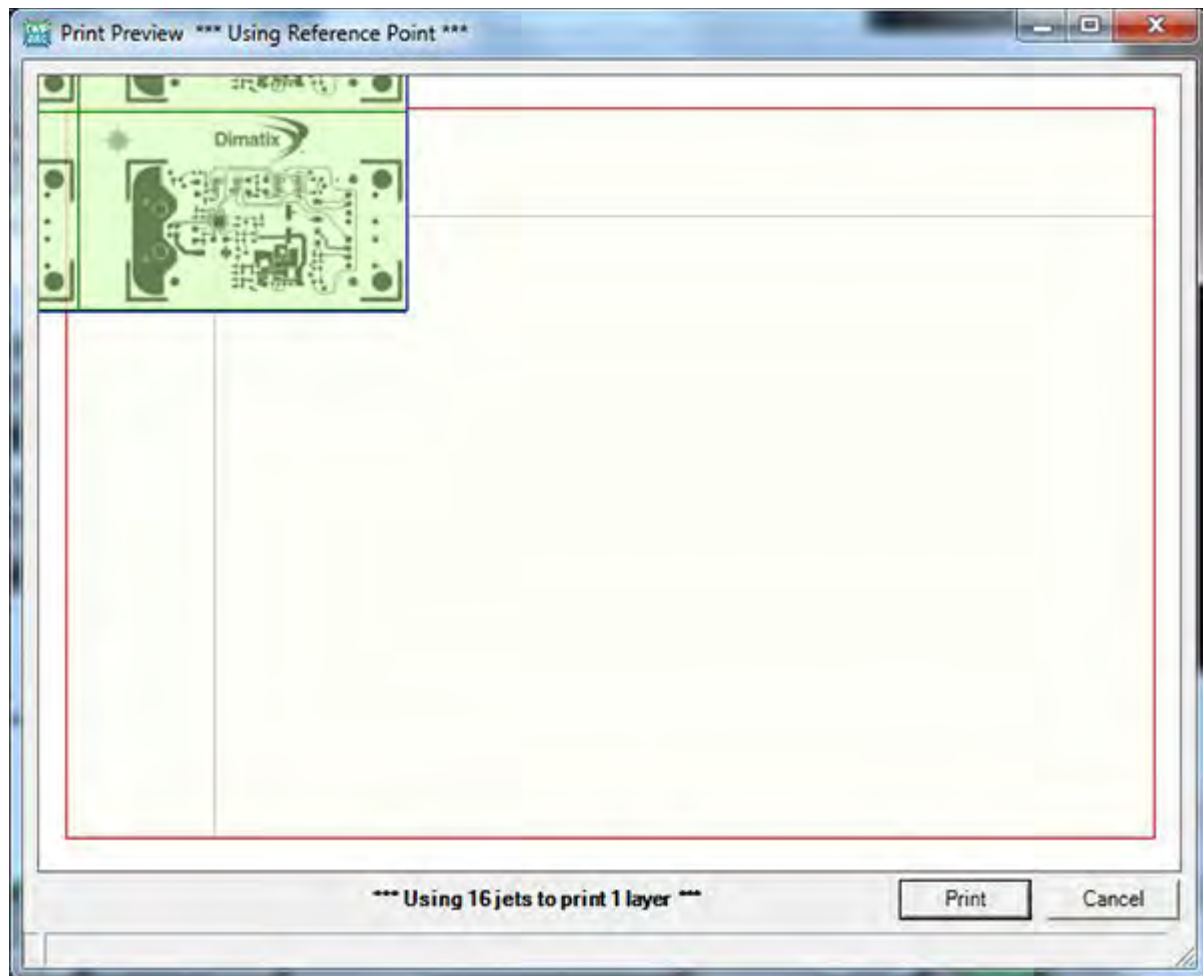 Print Preview *** Using Reference Point ***
Dimatix
*** Using 16 jets to print 1 layer ***
Print
Cancel